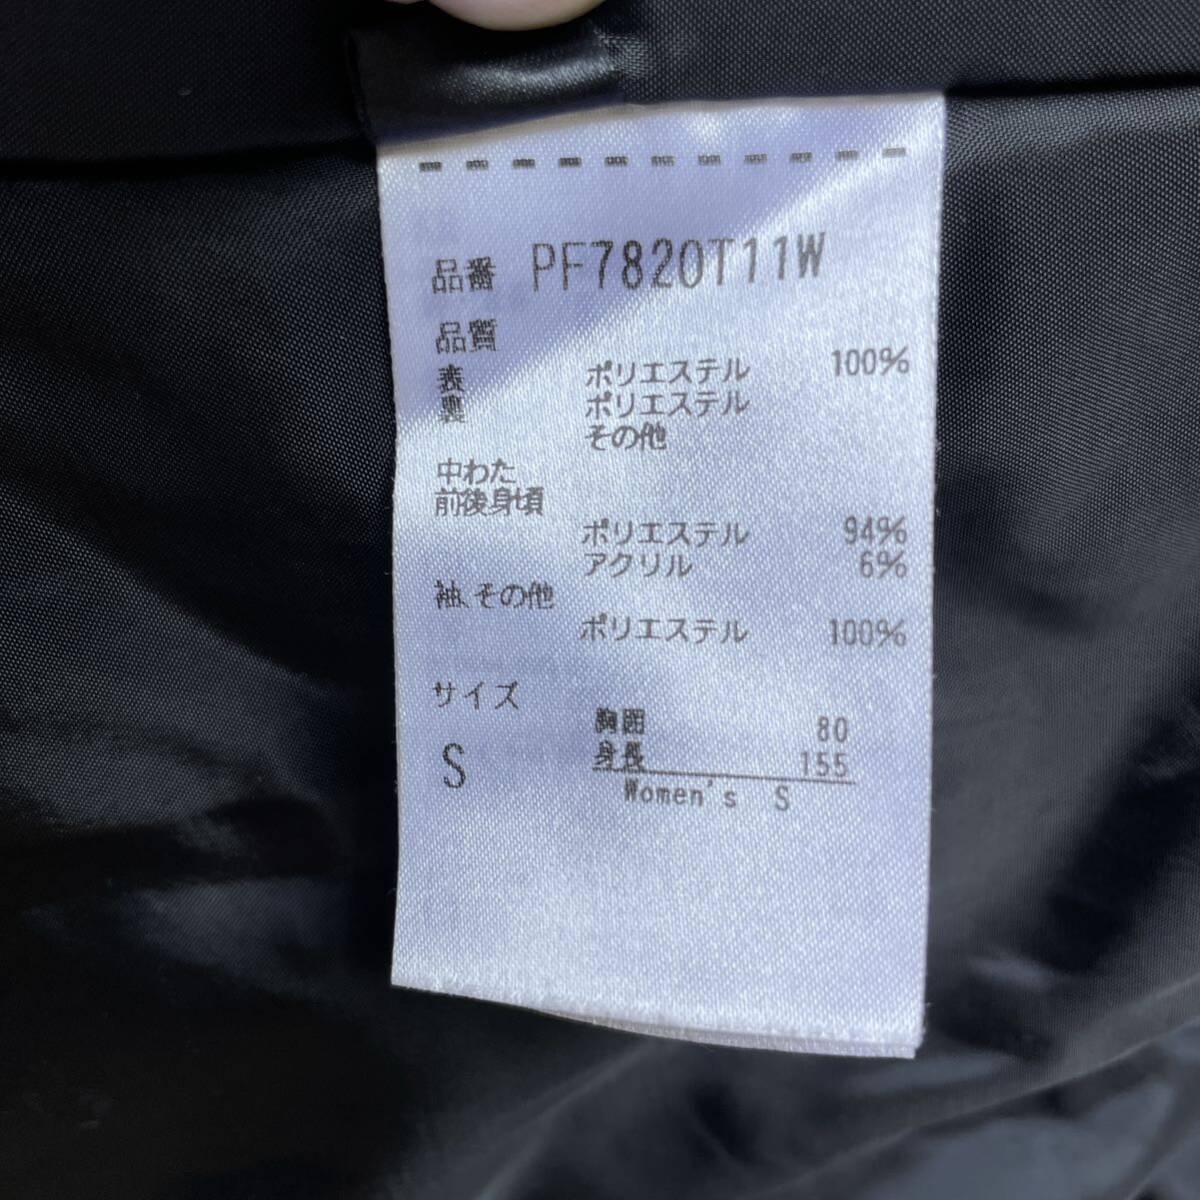 品番 PF7820T11W
品質
表 ポリエステル 100%
裏 ポリエステル
その他
中わた
前後身頃
ポリエステル 94%
アクリル 6%
袖、その他
ポリエステル 100%
サイズ
S
胸囲 80
身長 155
Women's S